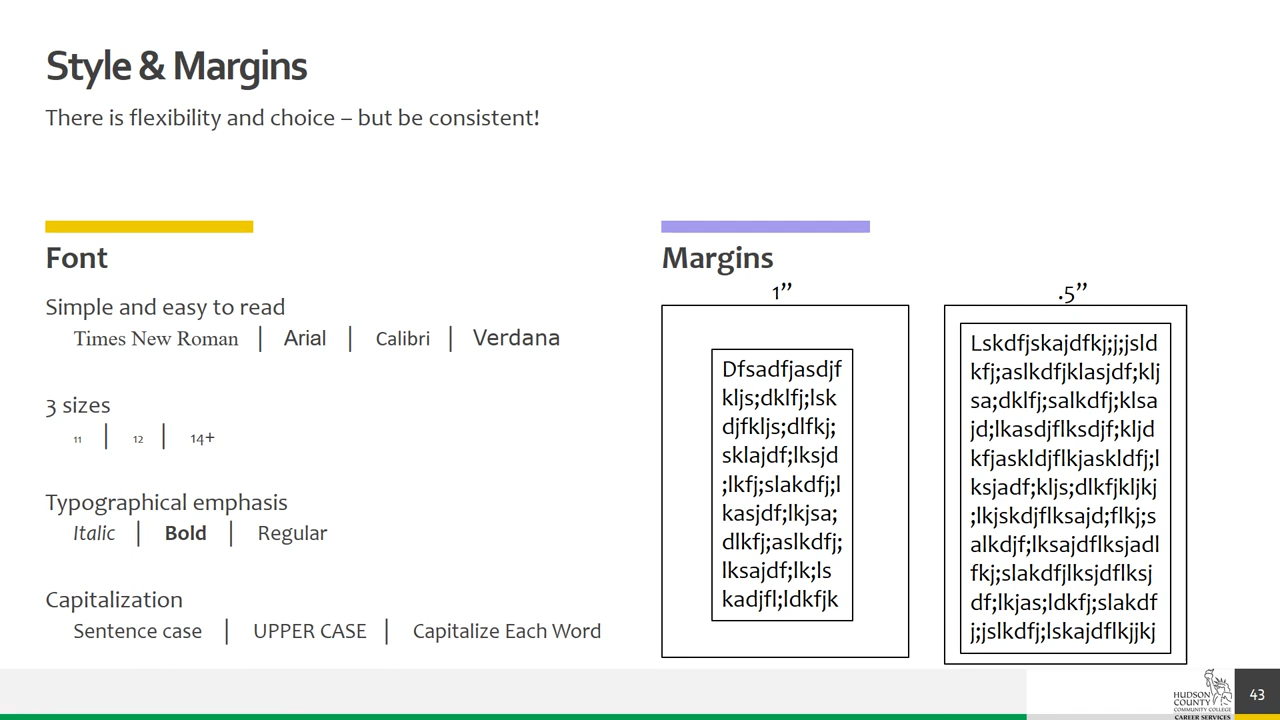 Style & Margins
There is flexibility and choice – but be consistent!
Font
Simple and easy to read
Times New Roman | Arial | Calibri | Verdana
3 sizes
11 | 12 | 14+
Typographical emphasis
Italic | Bold | Regular
Capitalization
Sentence case | UPPER CASE | Capitalize Each Word
Margins
1”
Dfsadfjasdjf
kljs;dklfj;lsk
djfkljs;dlfkj;
sklajdf;lksjd
;lkfj;slakdfj;l
kasjdf;lkjsa;
dlkfj;aslkdfj;
lksajdf;lk;ls
kadjfl;ldkfjk
.5”
Lskdfjskajdfkj;j;jsld
kfj;aslkdfjklasjdf;klj
sa;dklfj;salkdfj;klsa
jd;lkasdjflksdjf;kljd
kfjaskldjflkjaskldfj;l
ksjadf;kljs;dlkfjkljkj
;lkjskdjflksajd;flkj;s
alkdjf;lksajdflksjadl
fkj;slakdfjlksjdflksj
df;lkjas;ldkfj;slakdf
j;jslkdfj;lskajdflkjjkj
HUDSON
COUNTY
COMMUNITY COLLEGE
CAREER SERVICES
43